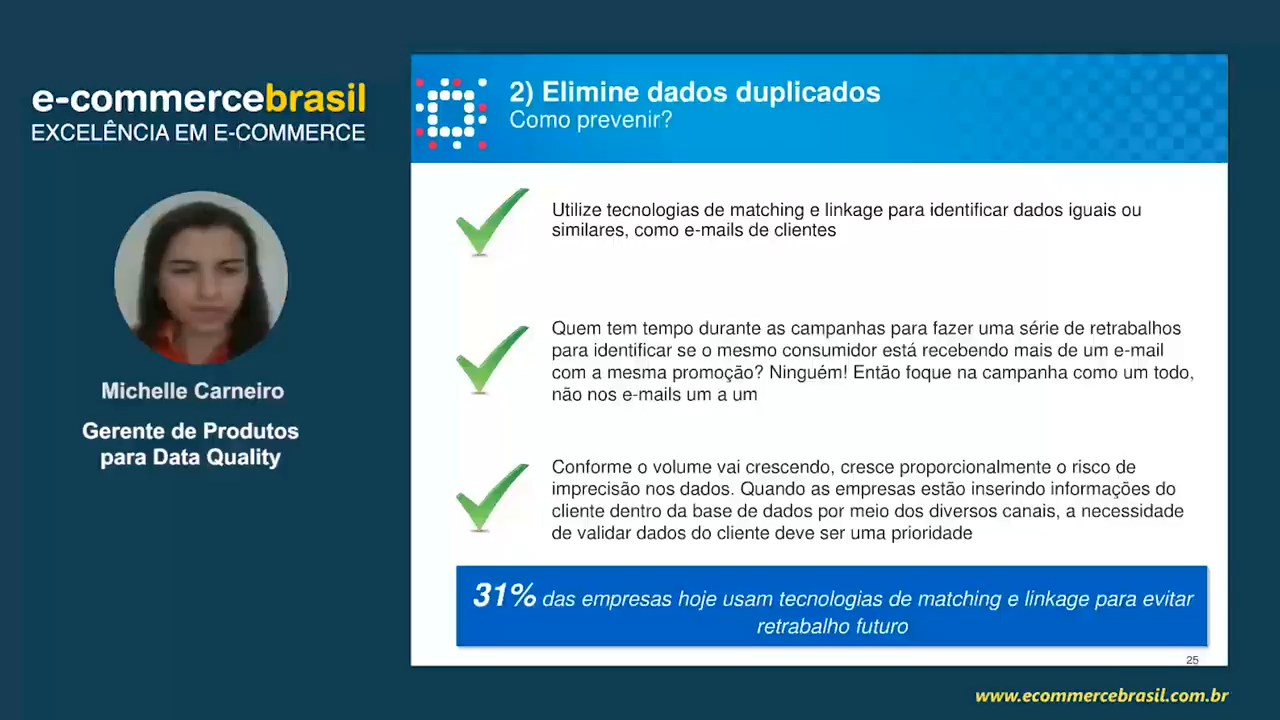 e-commercebrasil
EXCELÊNCIA EM E-COMMERCE
Michelle Carneiro
Gerente de Produtos
para Data Quality
2) Elimine dados duplicados
Como prevenir?
Utilize tecnologias de matching e linkage para identificar dados iguais ou
similares, como e-mails de clientes
Quem tem tempo durante as campanhas para fazer uma série de retrabalhos
para identificar se o mesmo consumidor está recebendo mais de um e-mail
com a mesma promoção? Ninguém! Então foque na campanha como um todo,
não nos e-mails um a um
Conforme o volume vai crescendo, cresce proporcionalmente o risco de
imprecisão nos dados. Quando as empresas estão inserindo informações do
cliente dentro da base de dados por meio dos diversos canais, a necessidade
de validar dados do cliente deve ser uma prioridade
31% das empresas hoje usam tecnologias de matching e linkage para evitar
retrabalho futuro
25
www.ecommercebrasil.com.br